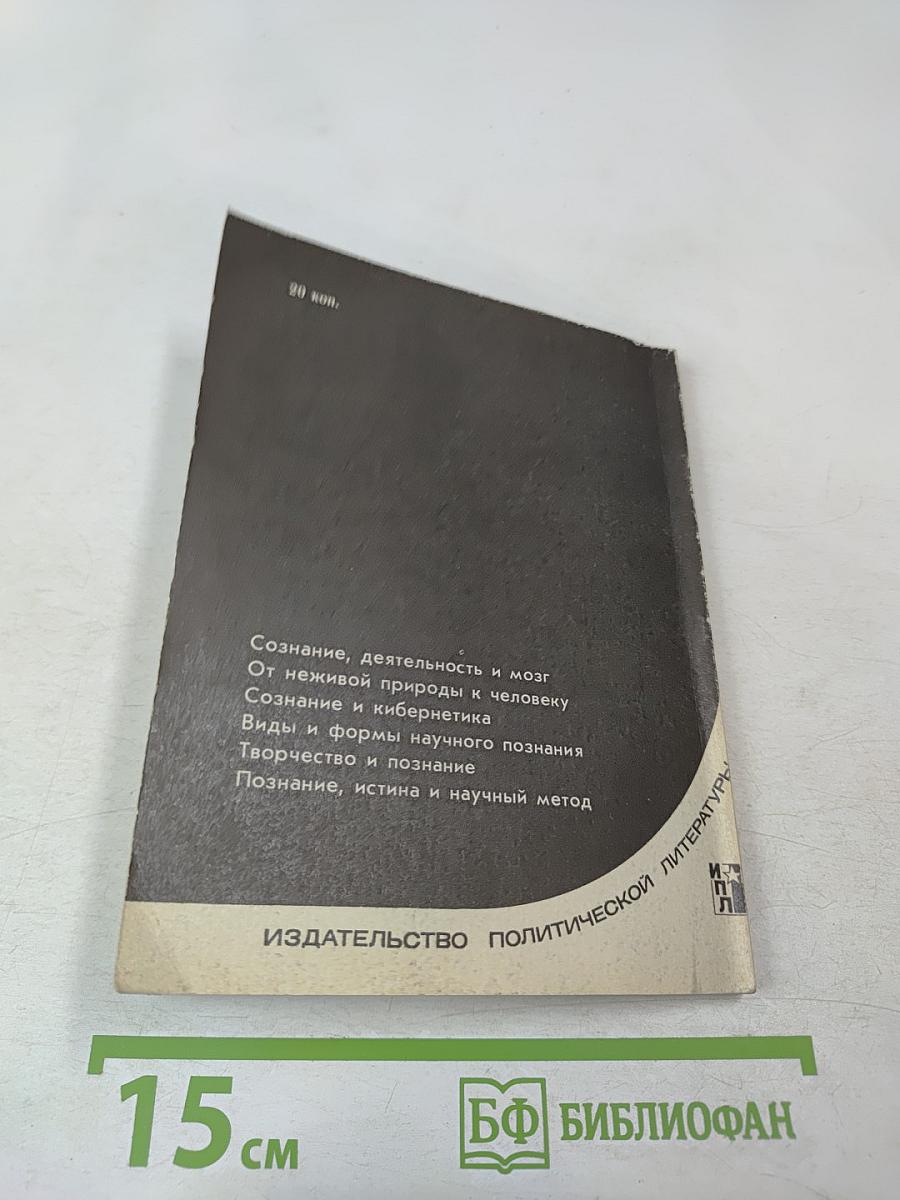 20 коп.
Сознание, деятельность и мозг
От неживой природы к человеку
Сознание и кибернетика
Виды и формы научного познания
Творчество и познание
Познание, истина и научный метод
ИЗДАТЕЛЬСТВО ПОЛИТИЧЕСКОЙ ЛИТЕРАТУРЫ
И
П
Л
15 см
БФ БИБЛИОФАН